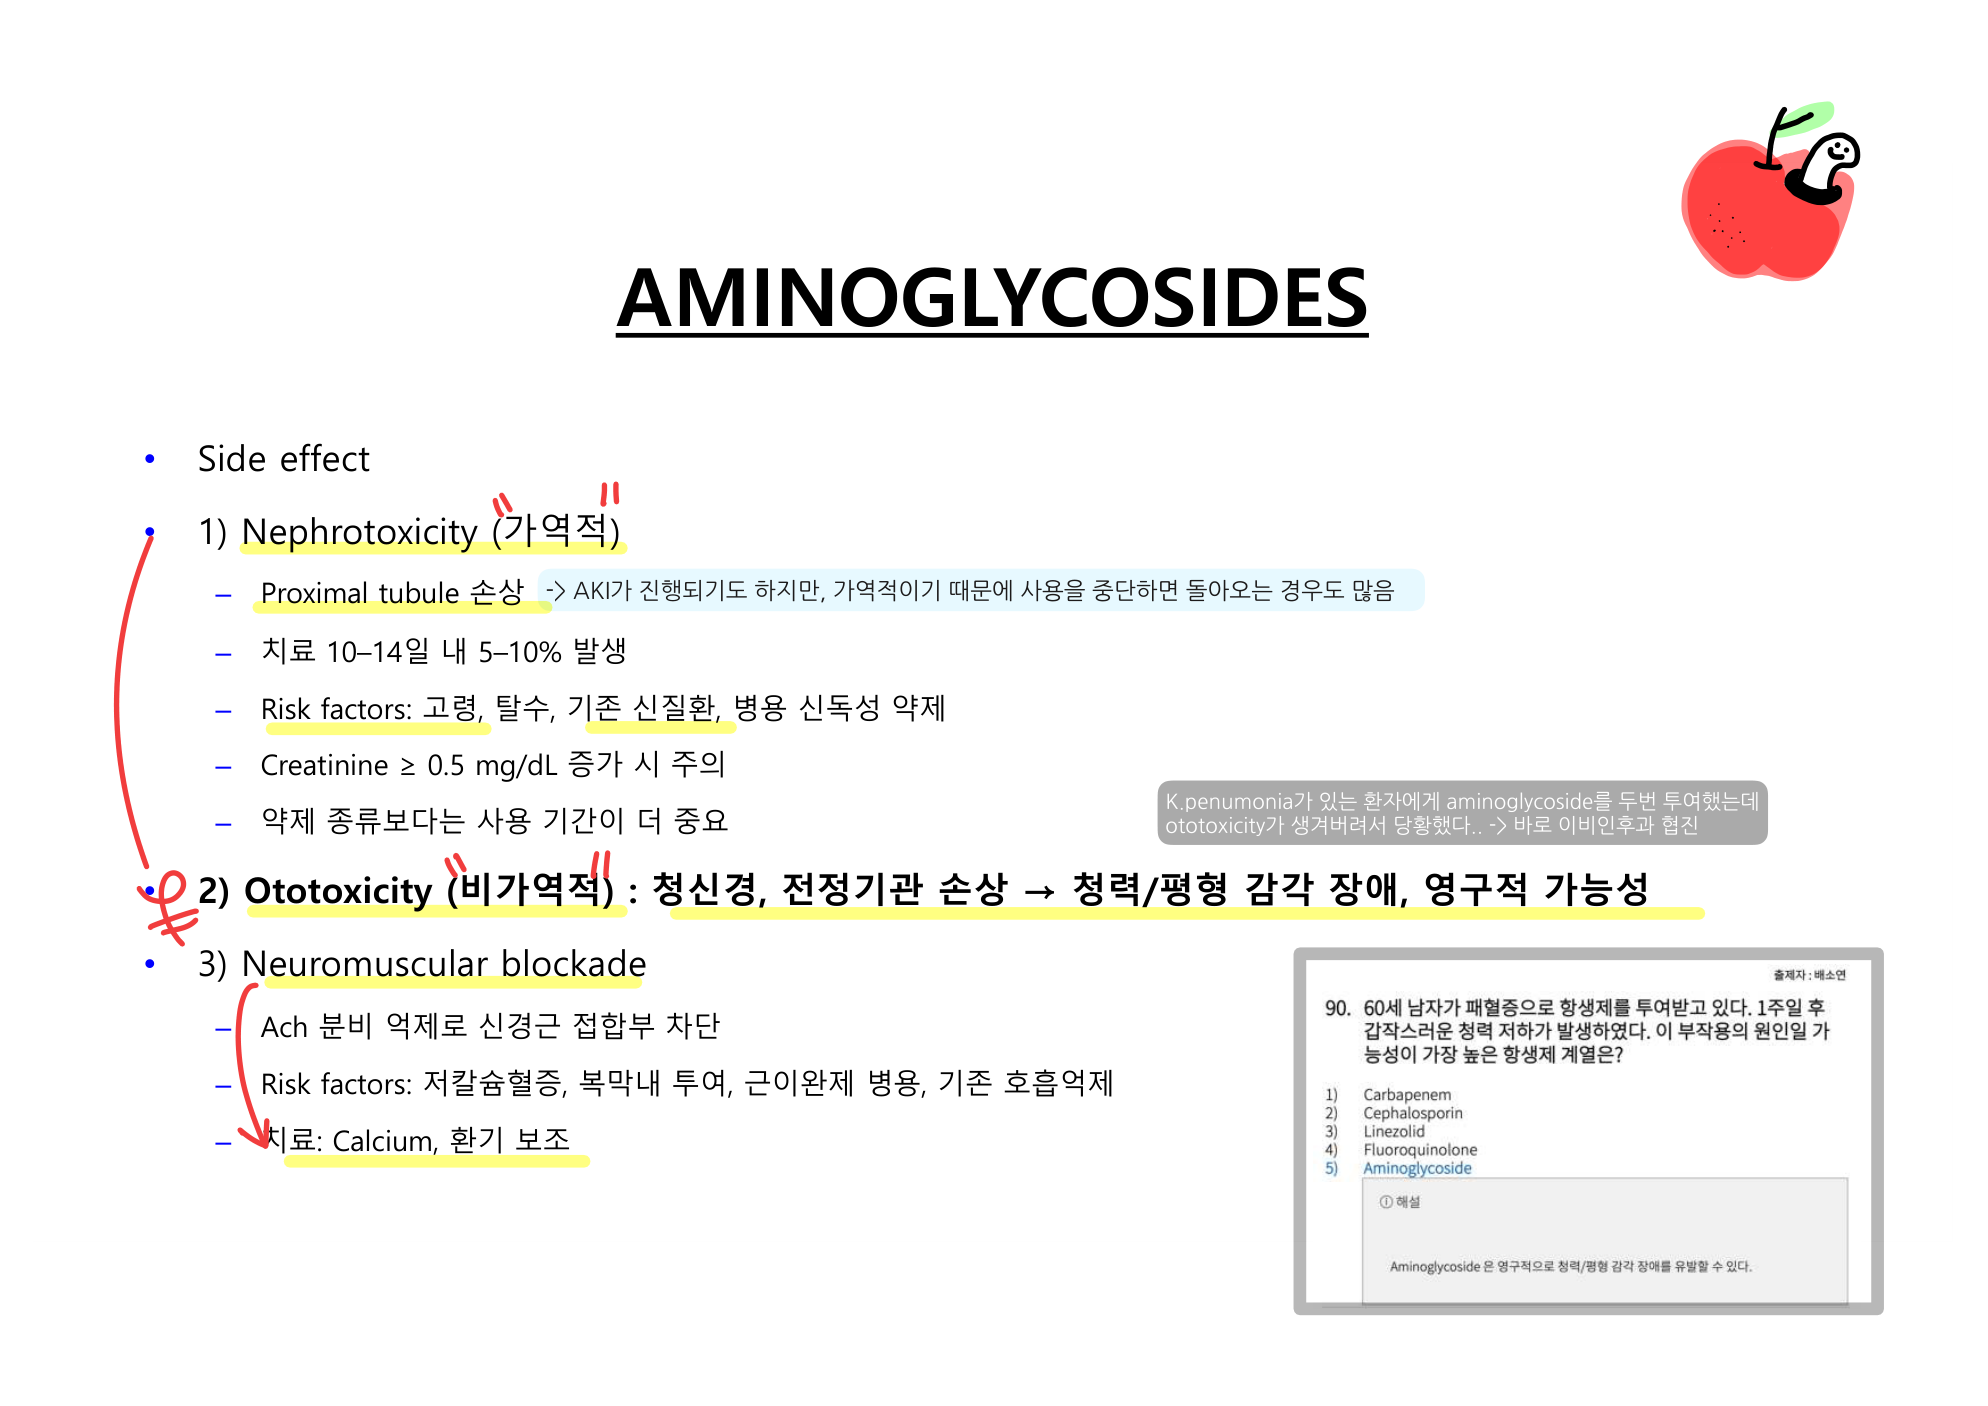 AMINOGLYCOSIDES
• Side effect
• 1) Nephrotoxicity (가역적)
– Proximal tubule 손상 -> AKI가 진행되기도 하지만, 가역적이기 때문에 사용을 중단하면 돌아오는 경우도 많음
– 치료 10–14일 내 5–10% 발생
– Risk factors: 고령, 탈수, 기존 신질환, 병용 신독성 약제
– Creatinine ≥ 0.5 mg/dL 증가 시 주의
– 약제 종류보다는 사용 기간이 더 중요
K.penumonia가 있는 환자에게 aminoglycoside를 두번 투여했는데
ototoxicity가 생겨버려서 당황했다.. -> 바로 이비인후과 협진
• 2) Ototoxicity (비가역적) : 청신경, 전정기관 손상 → 청력/평형 감각 장애, 영구적 가능성
• 3) Neuromuscular blockade
– Ach 분비 억제로 신경근 접합부 차단
– Risk factors: 저칼슘혈증, 복막내 투여, 근이완제 병용, 기존 호흡억제
– 치료: Calcium, 환기 보조
출제자 : 배소연
90. 60세 남자가 패혈증으로 항생제를 투여받고 있다. 1주일 후
갑작스러운 청력 저하가 발생하였다. 이 부작용의 원인일 가
능성이 가장 높은 항생제 계열은?
1) Carbapenem
2) Cephalosporin
3) Linezolid
4) Fluoroquinolone
5) Aminoglycoside
ⓘ 해설
Aminoglycoside 은 영구적으로 청력/평형 감각 장애를 유발할 수 있다.